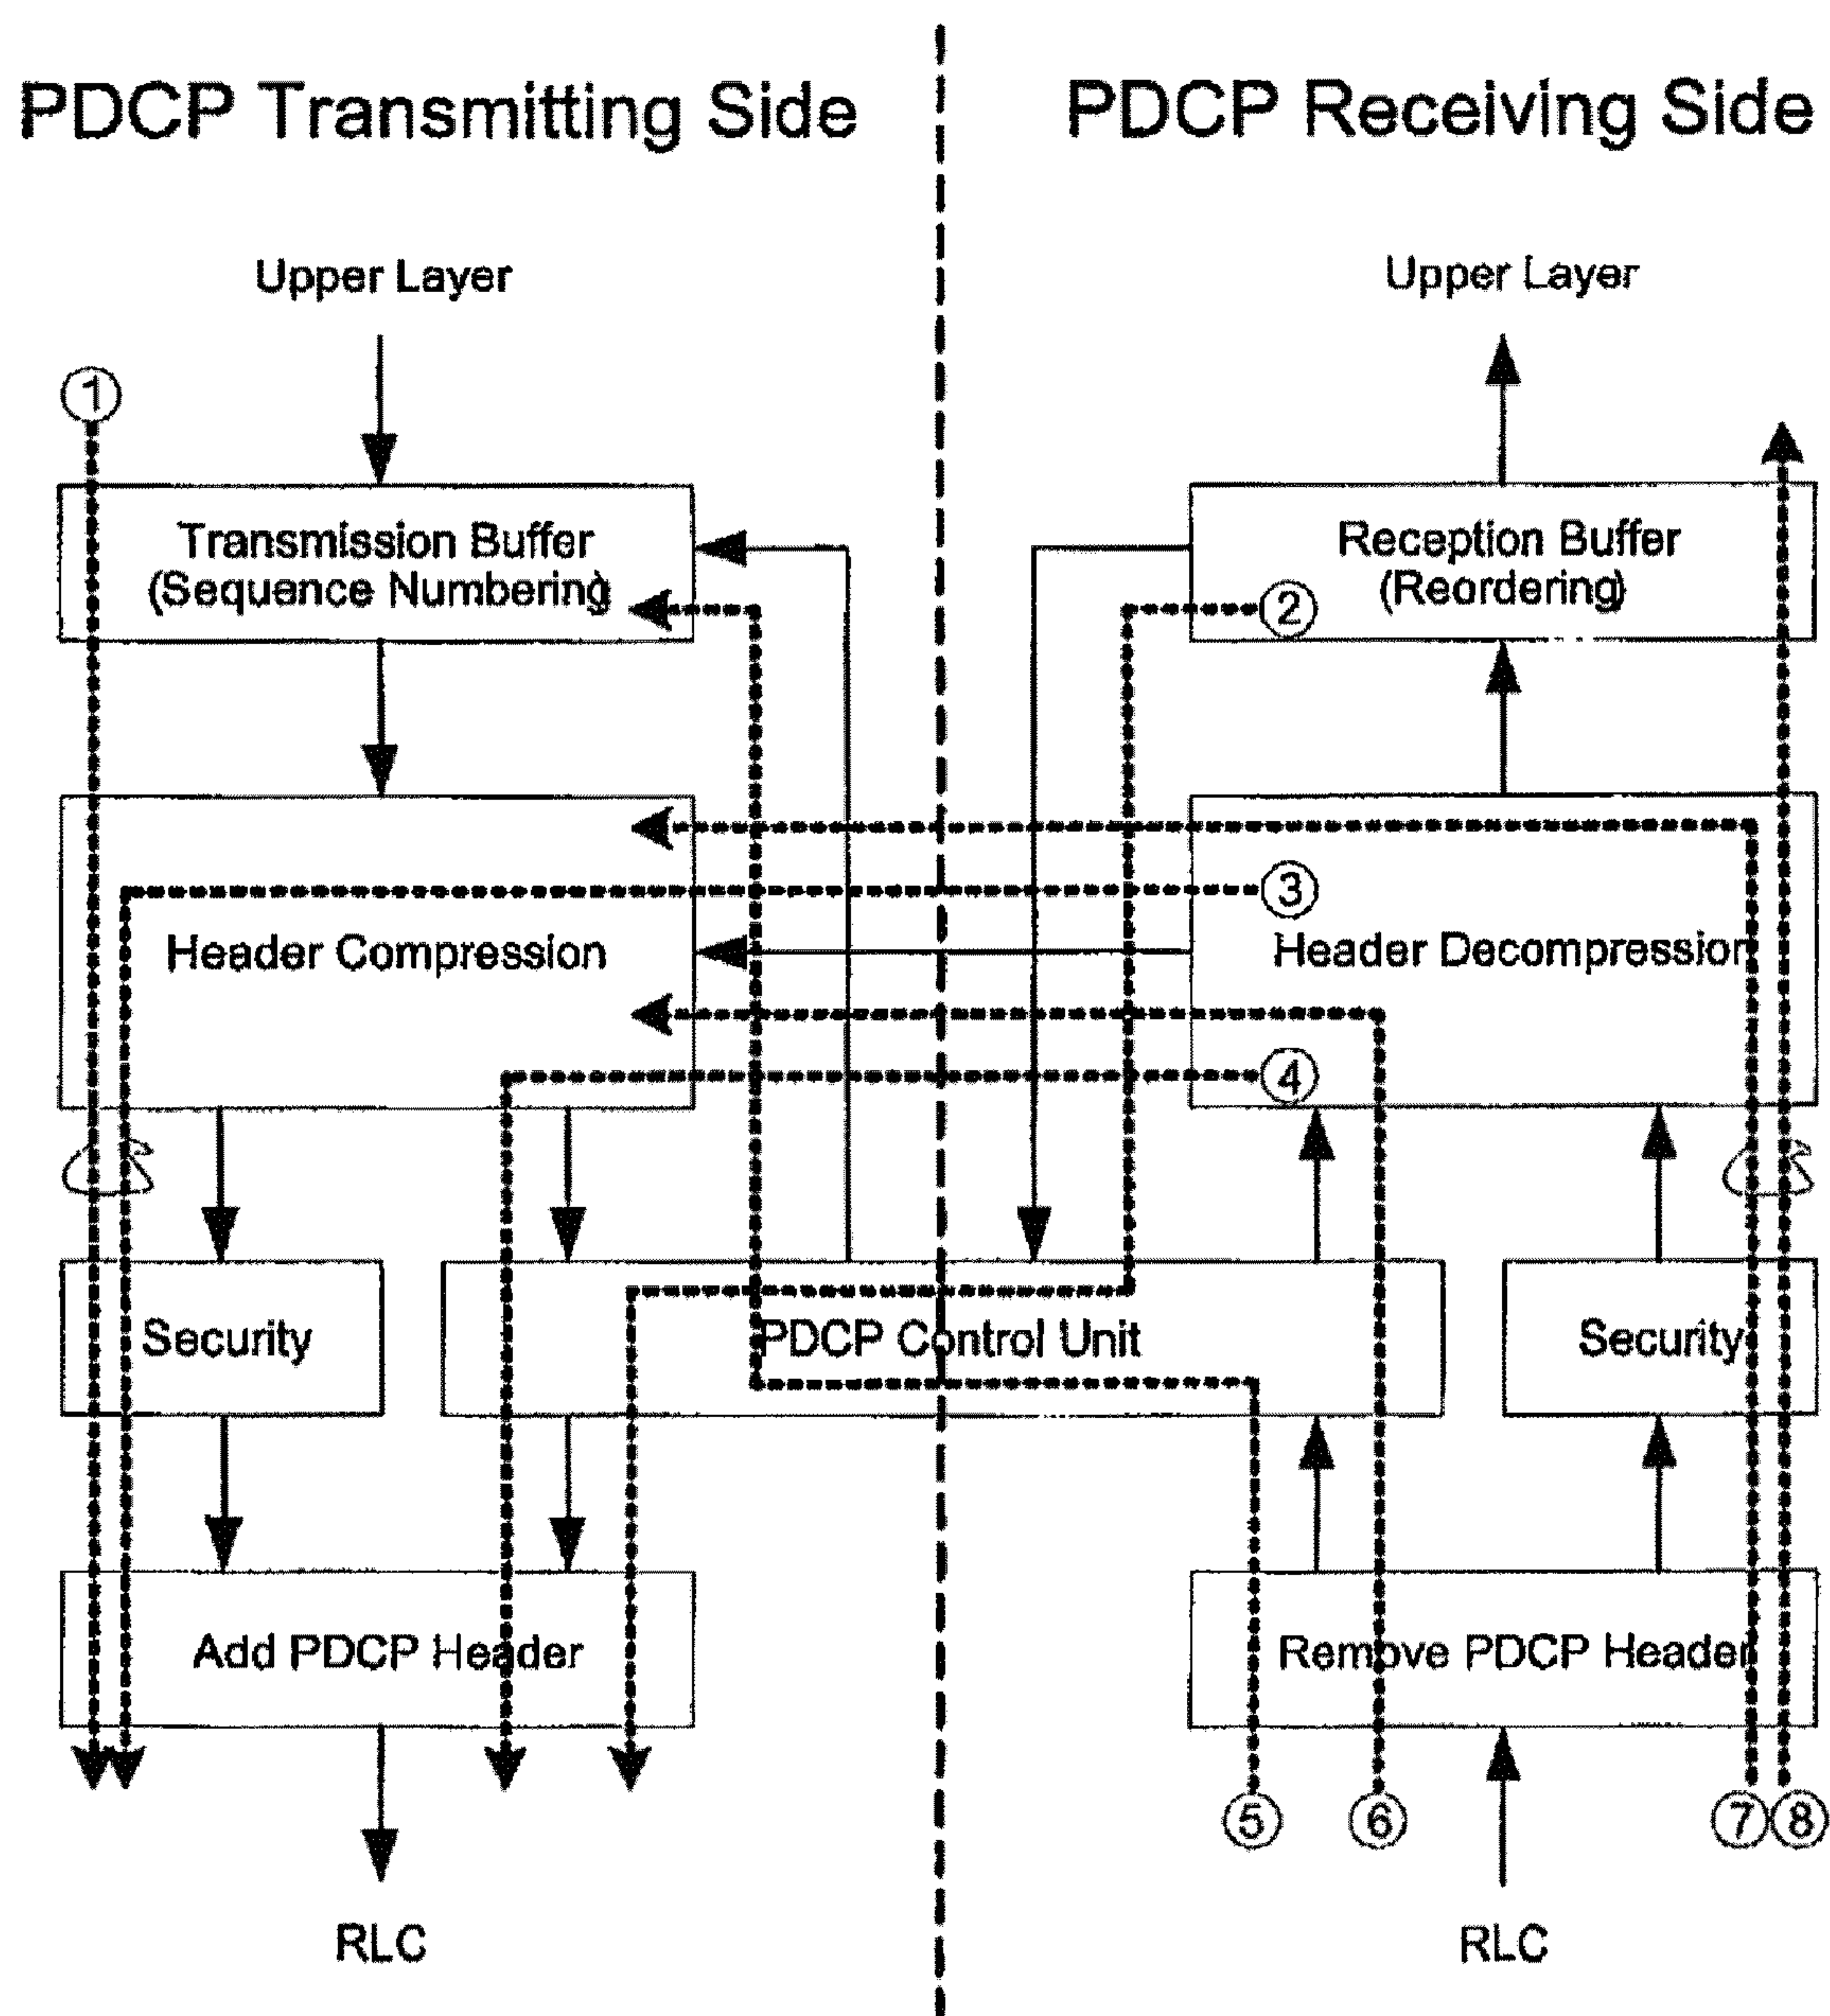 PDCP Transmitting Side
PDCP Receiving Side
Upper Layer
Upper Layer
1
Transmission Buffer
(Sequence Numbering)
Reception Buffer
(Reordering)
2
3
Header Compression
Header Decompression
4
Security
PDCP Control Unit
Security
Add PDCP Header
Remove PDCP Header
5
6
7
8
RLC
RLC